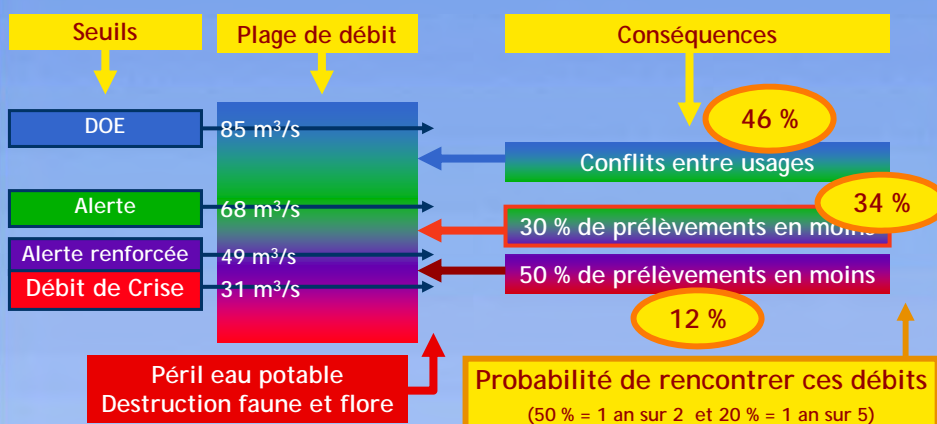 Seuils
Plage de débit
Conséquences
DOE
85 m³/s
46 %
Conflits entre usages
Alerte
68 m³/s
34 %
30 % de prélèvements en moins
Alerte renforcée
49 m³/s
50 % de prélèvements en moins
Débit de Crise
31 m³/s
12 %
Péril eau potable
Destruction faune et flore
Probabilité de rencontrer ces débits
(50 % = 1 an sur 2 et 20 % = 1 an sur 5)